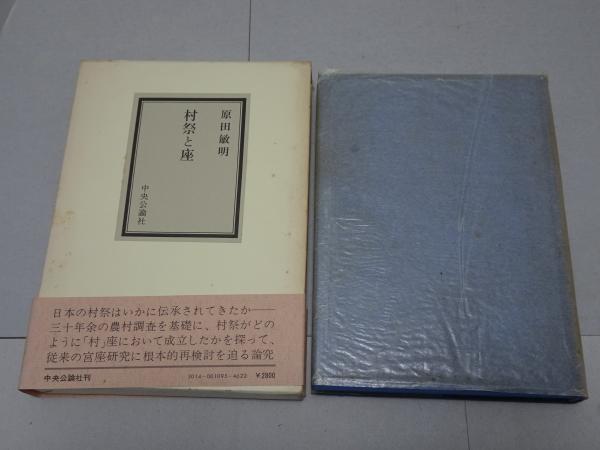 原田敏明
村祭と座
中央公論社
日本の村祭はいかに伝承されてきたか――
三十年余の農村調査を基礎に、村祭がどの
ように「村」座において成立したかを探って、
従来の宮座研究に根本的再検討を迫る論究
中央公論社刊
3014-001095-4622
¥2800